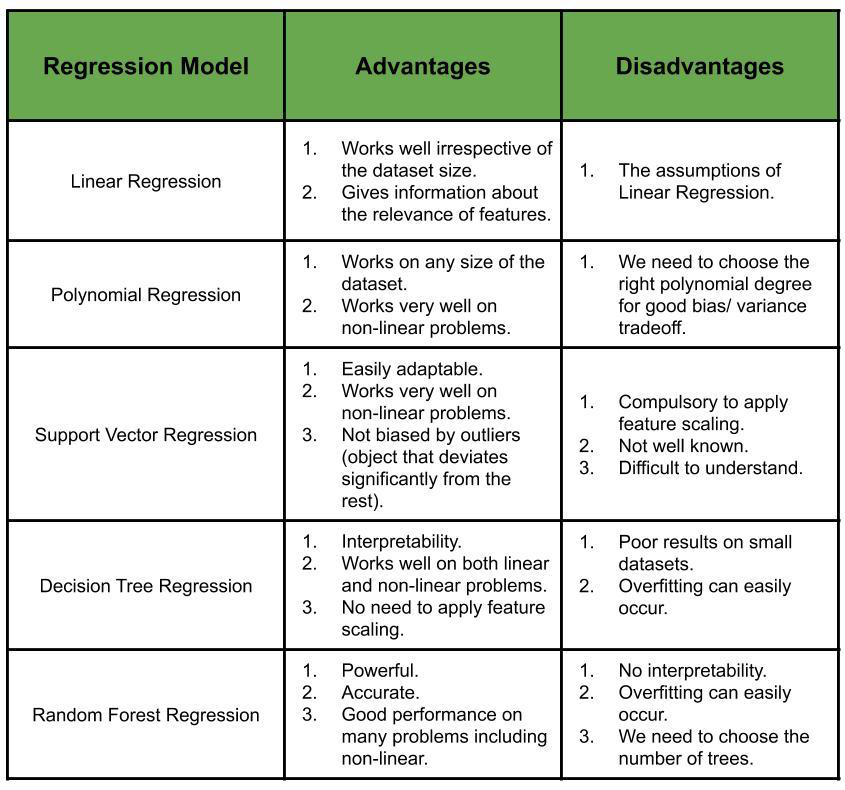 Regression Model
Advantages
Disadvantages
Linear Regression
1. Works well irrespective of
the dataset size.
2. Gives information about
the relevance of features.
1. The assumptions of
Linear Regression.
Polynomial Regression
1. Works on any size of the
dataset.
2. Works very well on
non-linear problems.
1. We need to choose the
right polynomial degree
for good bias/ variance
tradeoff.
Support Vector Regression
1. Easily adaptable.
2. Works very well on
non-linear problems.
3. Not biased by outliers
(object that deviates
significantly from the
rest).
1. Compulsory to apply
feature scaling.
2. Not well known.
3. Difficult to understand.
Decision Tree Regression
1. Interpretability.
2. Works well on both linear
and non-linear problems.
3. No need to apply feature
scaling.
1. Poor results on small
datasets.
2. Overfitting can easily
occur.
Random Forest Regression
1. Powerful.
2. Accurate.
3. Good performance on
many problems including
non-linear.
1. No interpretability.
2. Overfitting can easily
occur.
3. We need to choose the
number of trees.